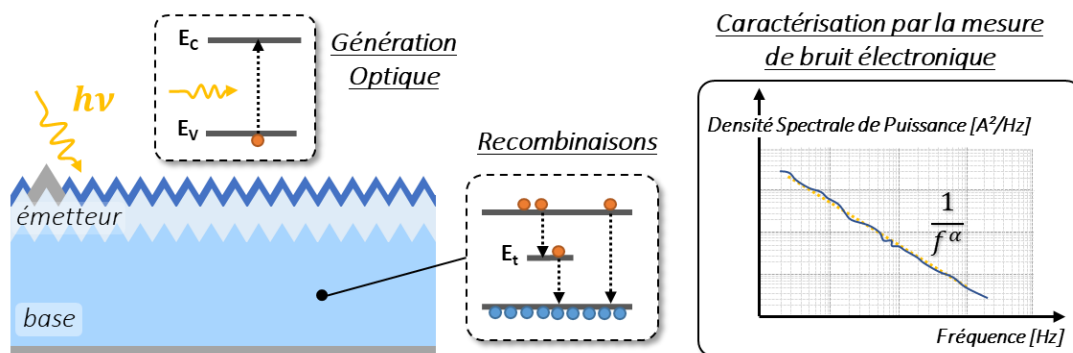 E_C
Génération
Optique
E_V
hν
émetteur
base
Recombinaisons
E_t
Caractérisation par la mesure
de bruit électronique
Densité Spectrale de Puissance [A²/Hz]
1
f^α
Fréquence [Hz]